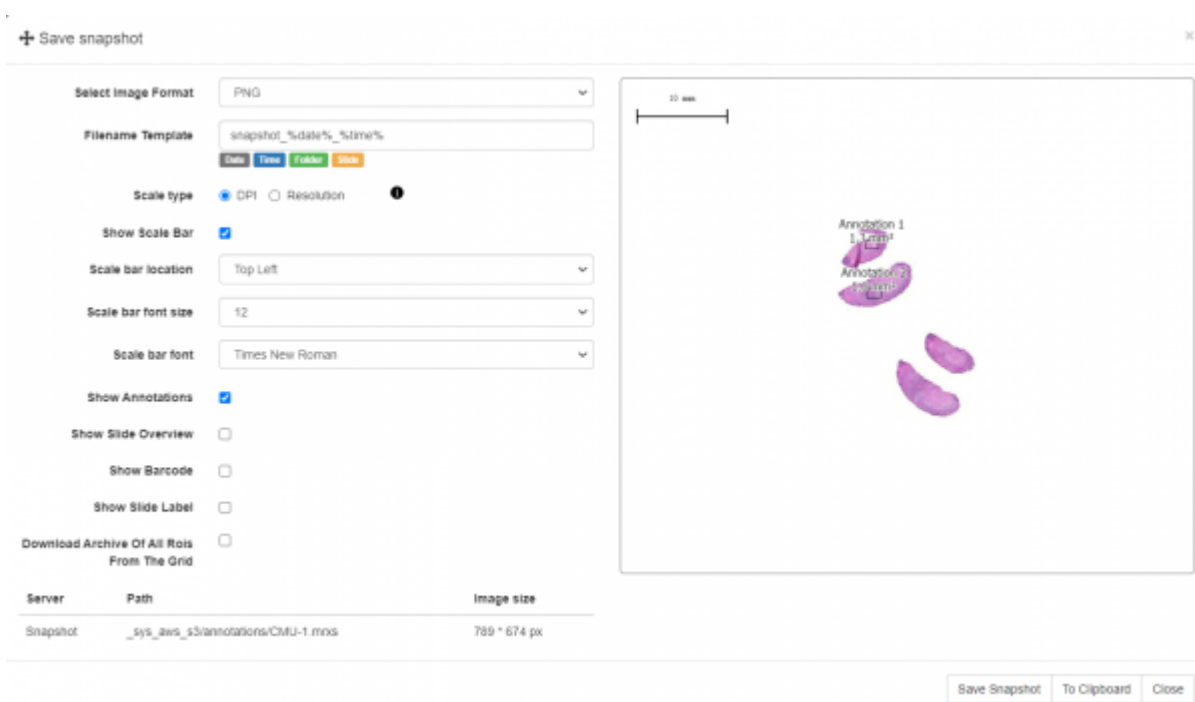 Save snapshot ×
Select Image Format PNG
Filename Template snapshot_%date%_%time%
Date Time Folder Slide
Scale type DPI Resolution
Show Scale Bar
Scale bar location Top Left
Scale bar font size 12
Scale bar font Times New Roman
Show Annotations
Show Slide Overview
Show Barcode
Show Slide Label
Download Archive Of All Rois
From The Grid
Server Path Image size
Snapshot _sys_aws_s3/annotations/CMU-1.mrxs 789 * 674 px
mm
Annotation 1
mm²
Annotation 2
Save Snapshot To Clipboard Close